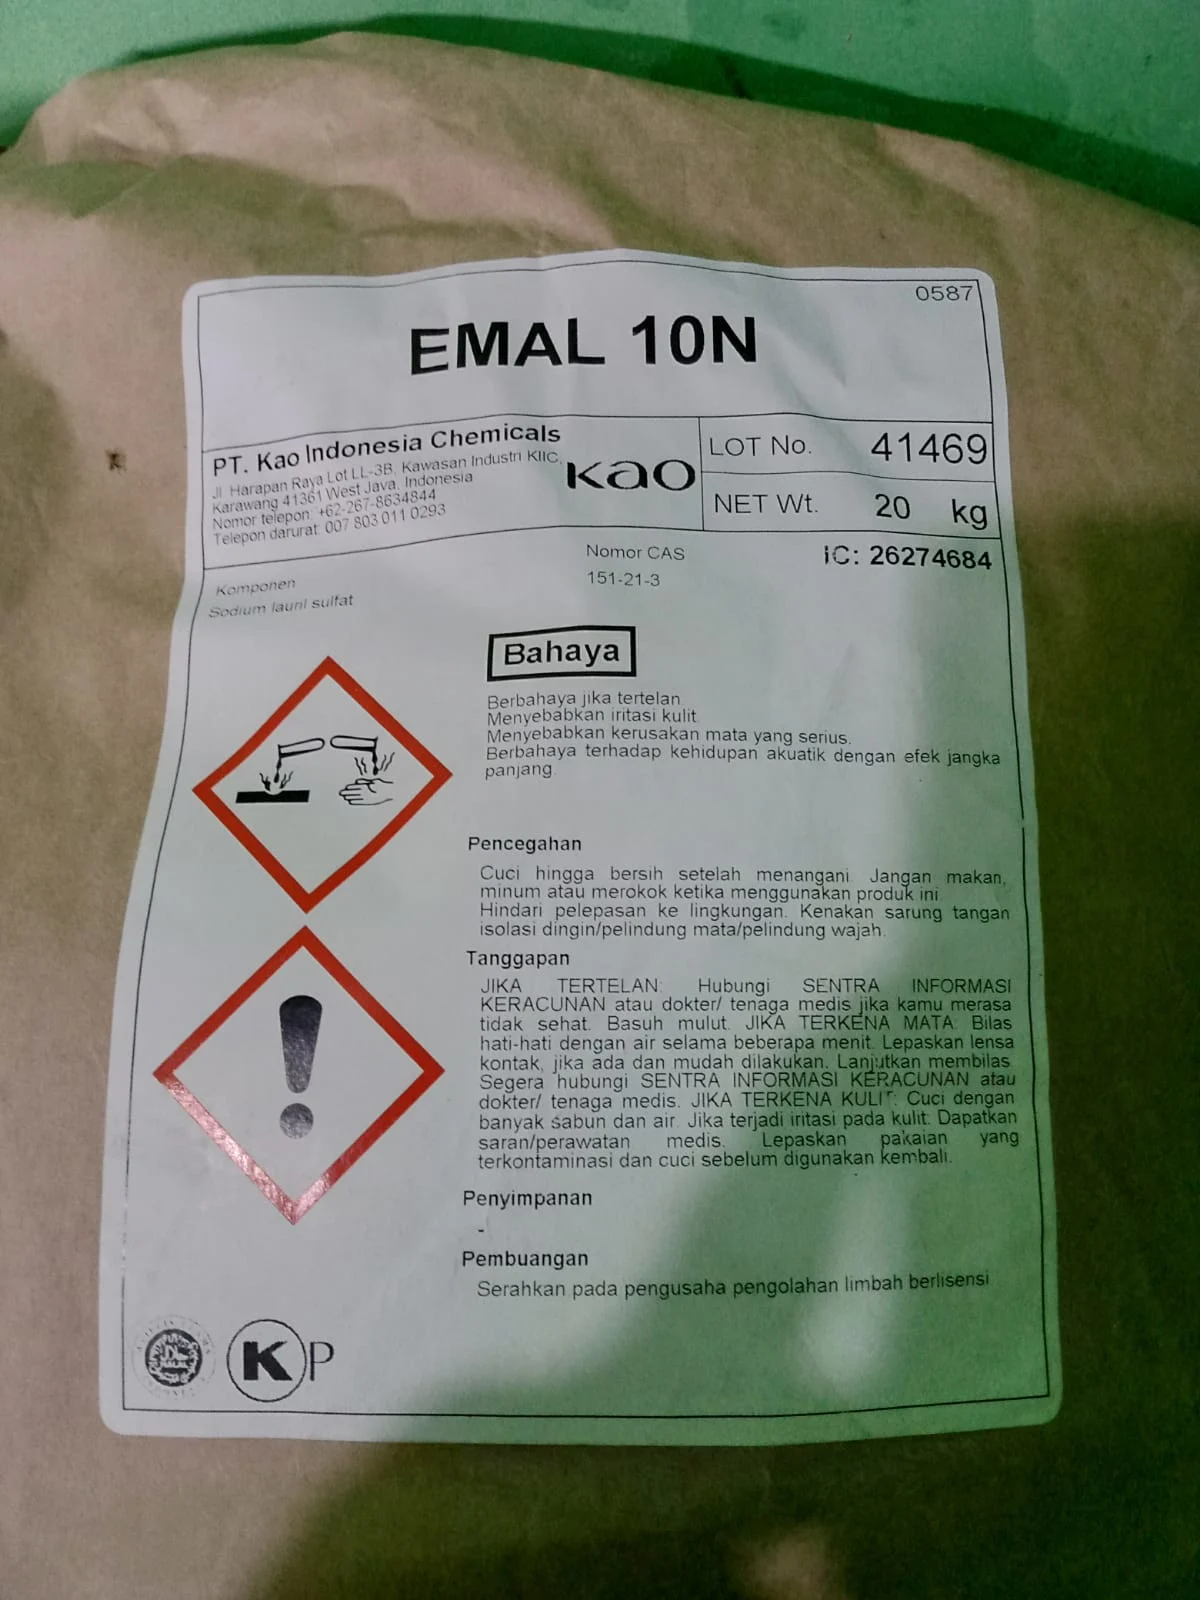 0587
EMAL 10N
PT. Kao Indonesia Chemicals
Jl. Harapan Raya Lot LL-3B, Kawasan Industri KIIC,
Karawang 41361 West Java, Indonesia
Nomor telepon: +62-267-8634844
Telepon darurat: 007 803 011 0293
kao
LOT No. 41469
NET Wt. 20 kg
IC: 26274684
Komponen
Nomor CAS
Sodium lauril sulfat
151-21-3
Bahaya
Berbahaya jika tertelan.
Menyebabkan iritasi kulit.
Menyebabkan kerusakan mata yang serius.
Berbahaya terhadap kehidupan akuatik dengan efek jangka
panjang.
Pencegahan
Cuci hingga bersih setelah menangani. Jangan makan,
minum atau merokok ketika menggunakan produk ini.
Hindari pelepasan ke lingkungan. Kenakan sarung tangan
isolasi dingin/pelindung mata/pelindung wajah.
Tanggapan
JIKA TERTELAN: Hubungi SENTRA INFORMASI
KERACUNAN atau dokter/ tenaga medis jika kamu merasa
tidak sehat. Basuh mulut. JIKA TERKENA MATA: Bilas
hati-hati dengan air selama beberapa menit. Lepaskan lensa
kontak, jika ada dan mudah dilakukan. Lanjutkan membilas.
Segera hubungi SENTRA INFORMASI KERACUNAN atau
dokter/ tenaga medis. JIKA TERKENA KULIT: Cuci dengan
banyak sabun dan air. Jika terjadi iritasi pada kulit: Dapatkan
saran/perawatan medis. Lepaskan pakaian yang
terkontaminasi dan cuci sebelum digunakan kembali.
Penyimpanan
-
Pembuangan
Serahkan pada pengusaha pengolahan limbah berlisensi
HALAL
K P